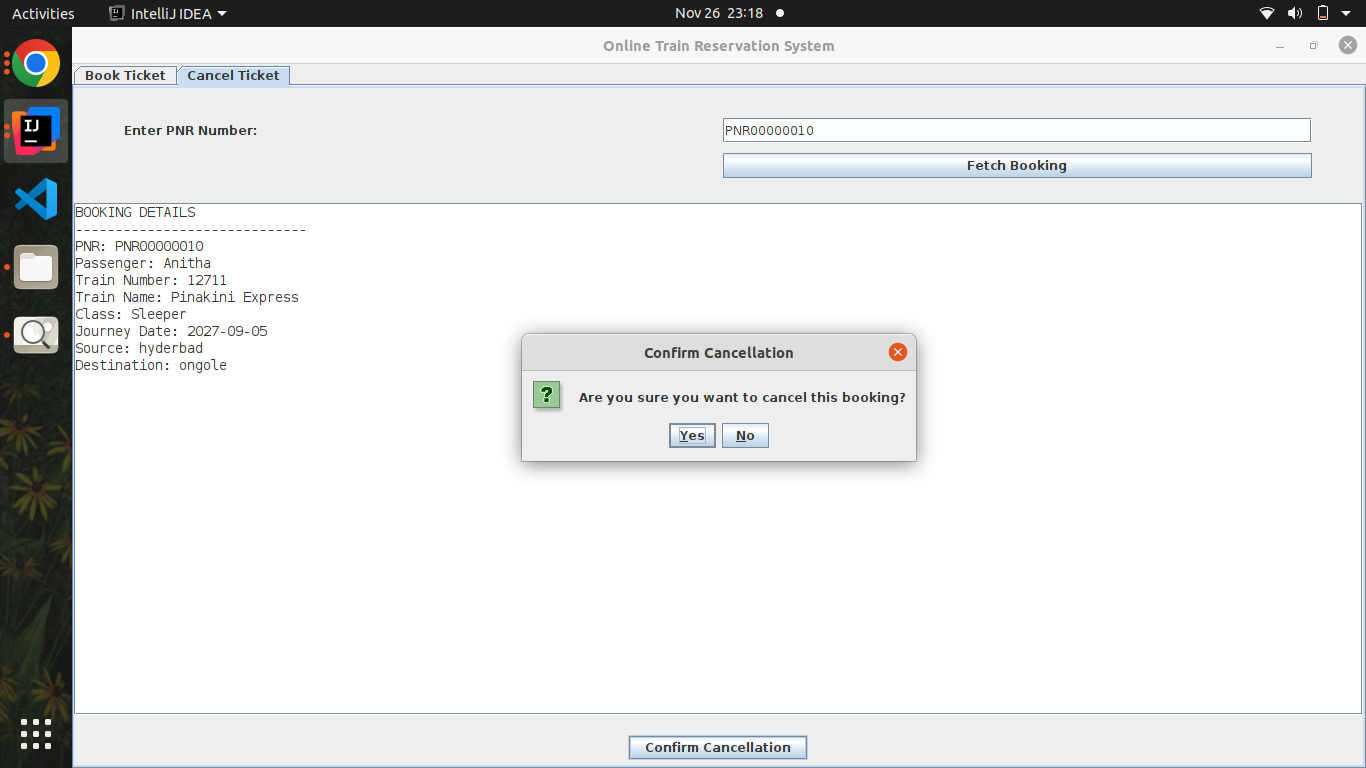 Activities IntelliJ IDEA Nov 26 23:18
Online Train Reservation System
Book Ticket Cancel Ticket
Enter PNR Number: PNR00000010
Fetch Booking
BOOKING DETAILS
-----------------------------
PNR: PNR00000010
Passenger: Anitha
Train Number: 12711
Train Name: Pinakini Express
Class: Sleeper
Journey Date: 2027-09-05
Source: hyderbad
Destination: ongole
Confirm Cancellation
? Are you sure you want to cancel this booking?
Yes No
Confirm Cancellation
IJ